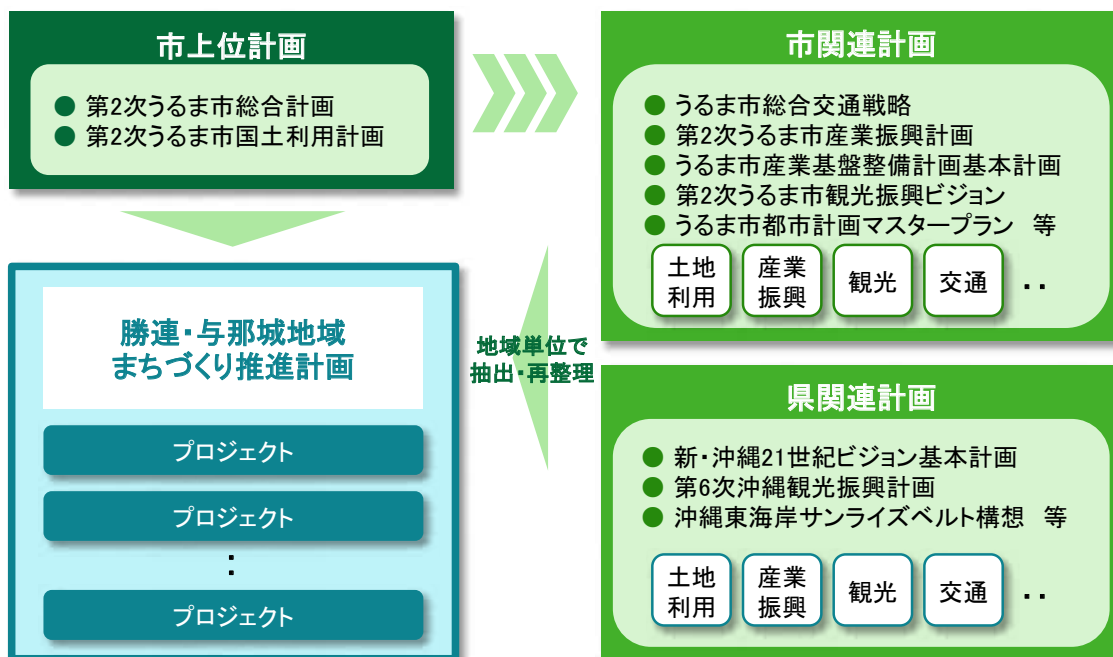 市上位計画
● 第2次うるま市総合計画
● 第2次うるま市国土利用計画
市関連計画
● うるま市総合交通戦略
● 第2次うるま市産業振興計画
● うるま市産業基盤整備計画基本計画
● 第2次うるま市観光振興ビジョン
● うるま市都市計画マスタープラン 等
土地
利用
産業
振興
観光
交通
‥
勝連・与那城地域
まちづくり推進計画
プロジェクト
プロジェクト
：
プロジェクト
地域単位で
抽出・再整理
県関連計画
● 新・沖縄21世紀ビジョン基本計画
● 第6次沖縄観光振興計画
● 沖縄東海岸サンライズベルト構想 等
土地
利用
産業
振興
観光
交通
‥